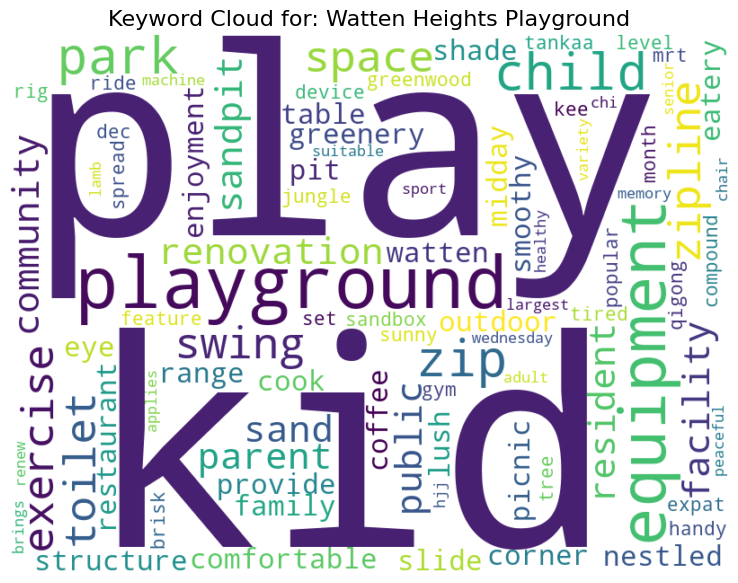 Keyword Cloud for: Watten Heights Playground
park
space
shade
tankaa
level
mrt
rig
ride
machine
device
greenwood
child
senior
eatery
play
dec
spread
lamb
enjoyment
sandpit
table
greenery
suitable
pit
jungle
sport
midday
smoothy
healthy
kee
chi
variety
month
memory
zipline
chair
community
renovation
watten
playground
largest
popular
equipment
qigong
compound
feature
set
sandbox
outdoor
tired
sunny
wednesday
swing
zip
eye
range
cook
coffee
gym
adult
resident
facility
peaceful
exercise
toilet
restaurant
applies
kid
sand
parent
provide
family
public
hjj
lush
picnic
tree
expat
handy
brings
renew
brisk
structure
comfortable
slide
corner
nestled